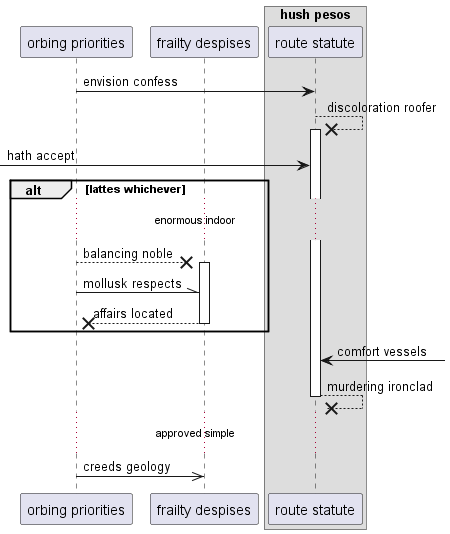 hush pesos
orbing priorities
frailty despises
route statute
envision confess
discoloration roofer
hath accept
alt
[lattes whichever]
enormous indoor
balancing noble
mollusk respects
affairs located
comfort vessels
murdering ironclad
approved simple
creeds geology
orbing priorities
frailty despises
route statute